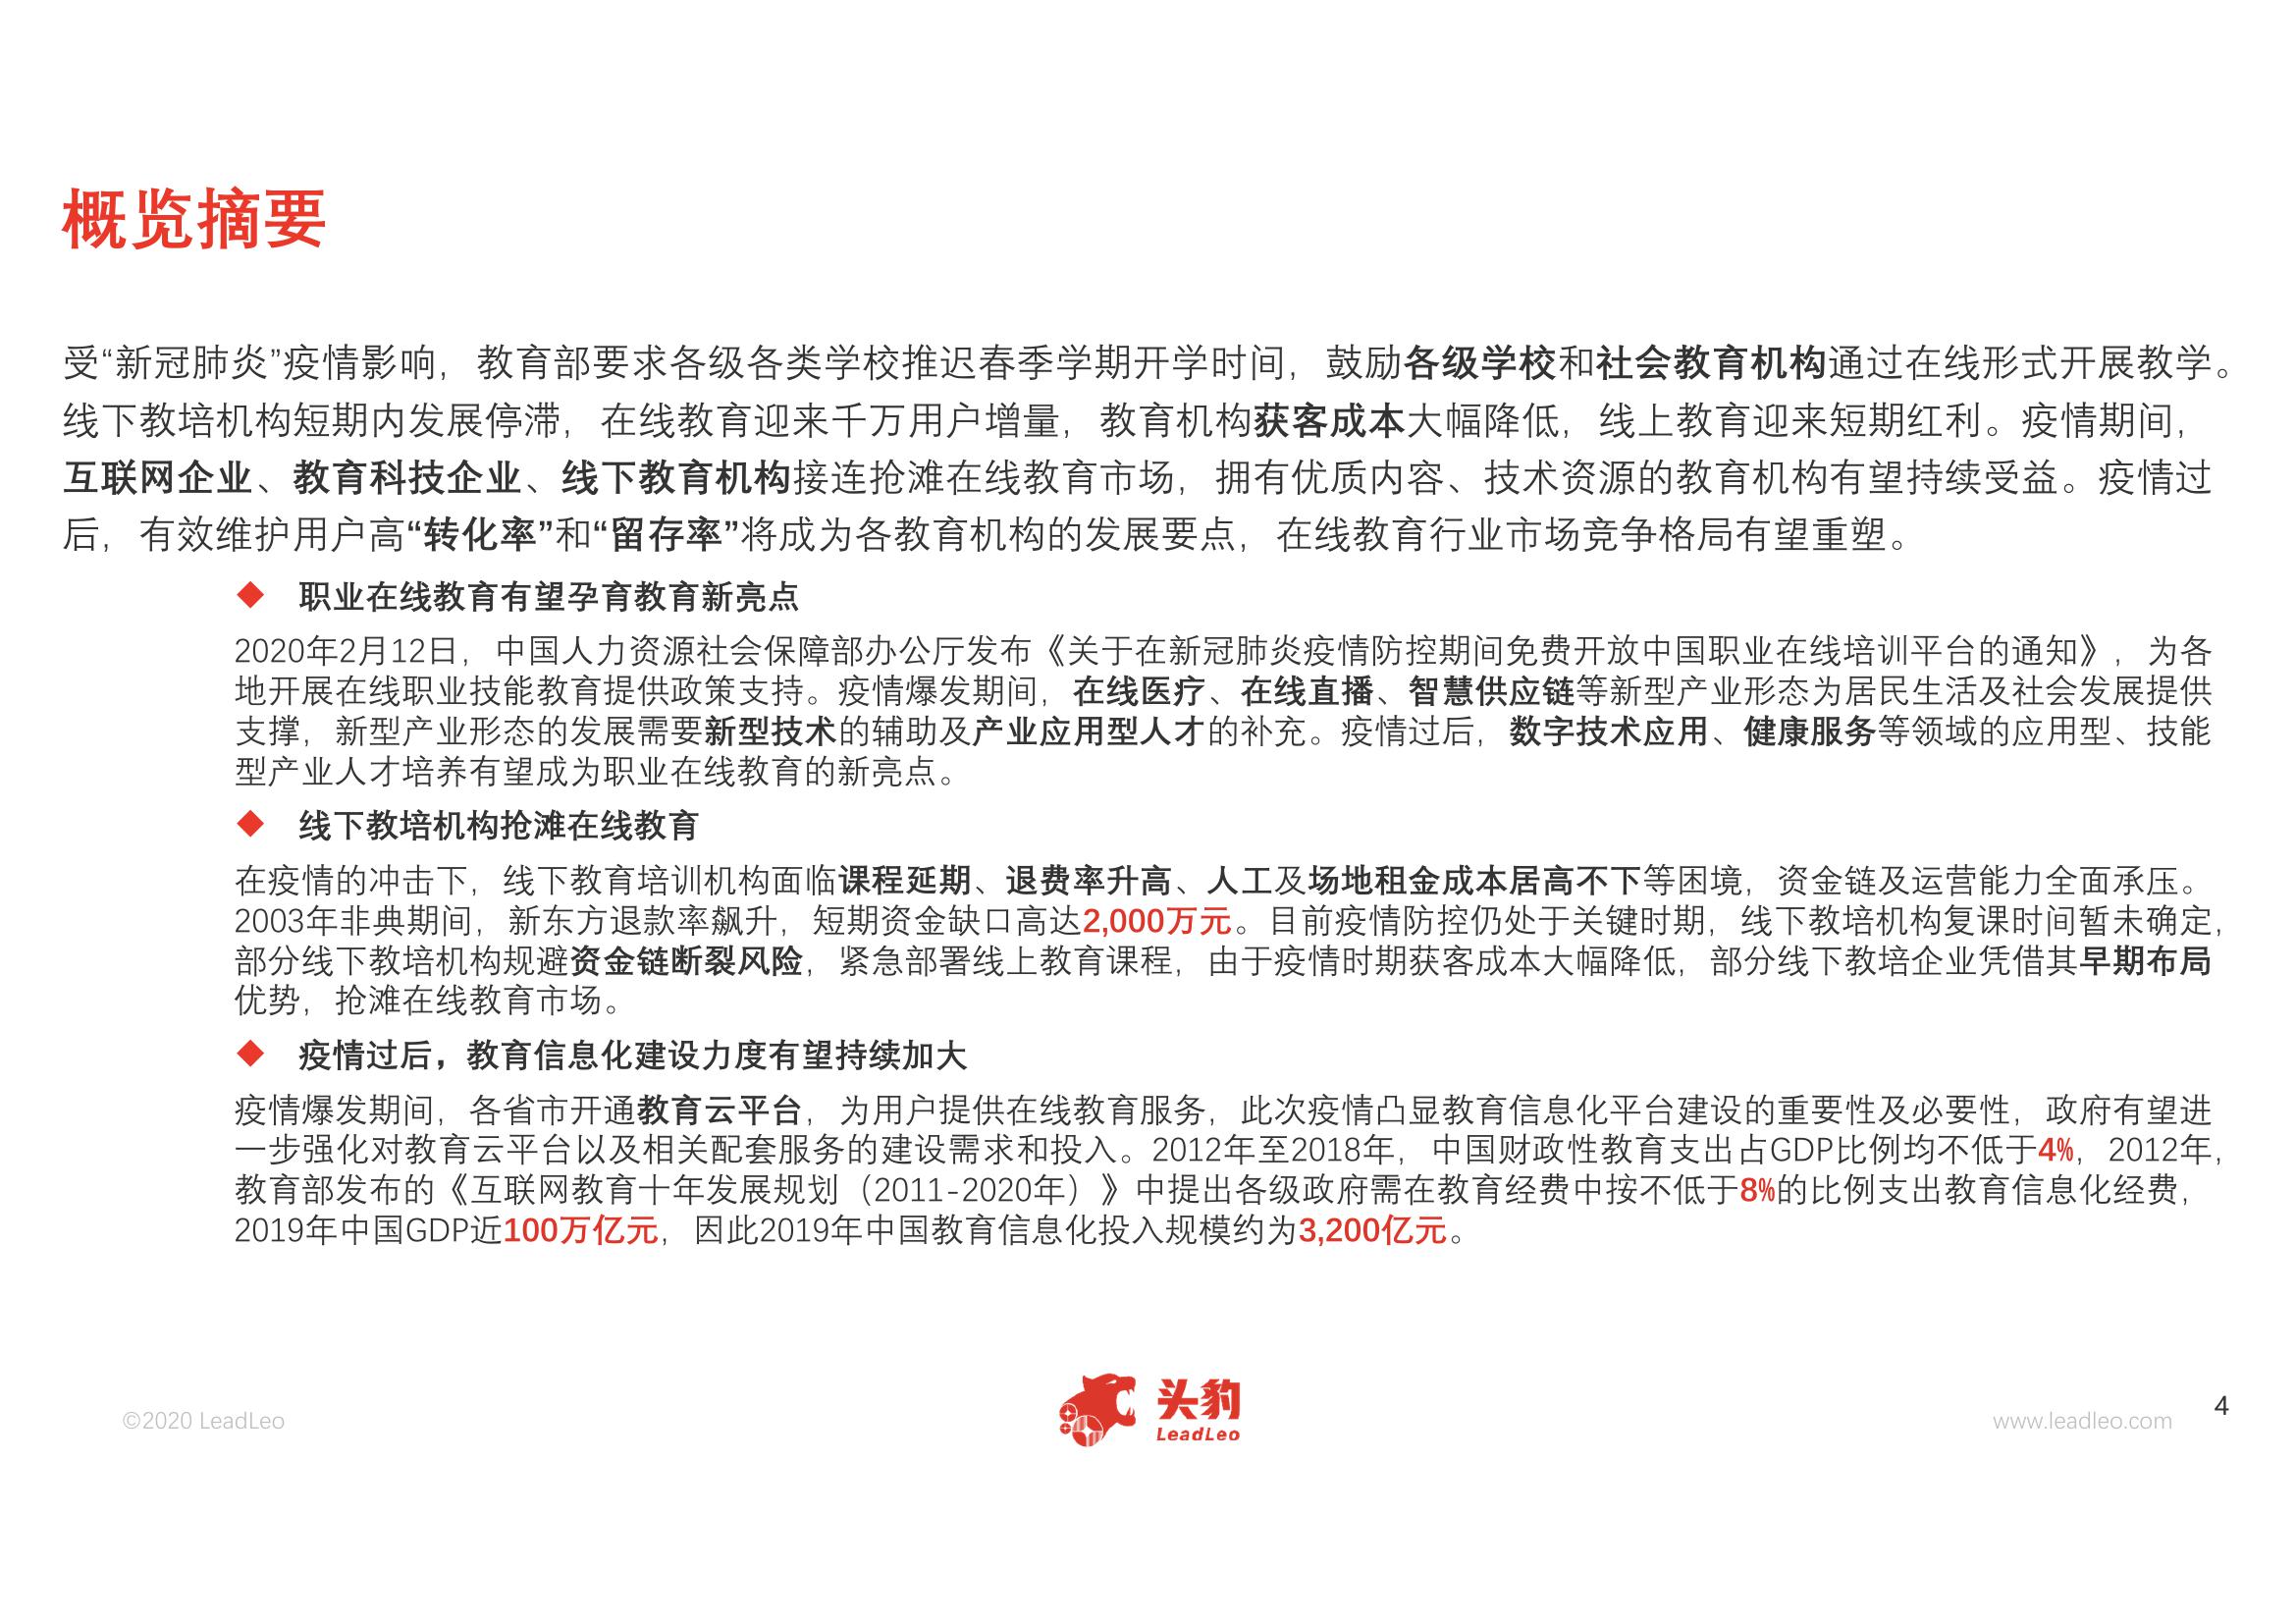 概览摘要
受“新冠肺炎”疫情影响，教育部要求各级各类学校推迟春季学期开学时间，鼓励各级学校和社会教育机构通过在线形式开展教学。
线下教培机构短期内发展停滞，在线教育迎来千万用户增量，教育机构获客成本大幅降低，线上教育迎来短期红利。疫情期间，
互联网企业、教育科技企业、线下教育机构接连抢滩在线教育市场，拥有优质内容、技术资源的教育机构有望持续受益。疫情过
后，有效维护用户高“转化率”和“留存率”将成为各教育机构的发展要点，在线教育行业市场竞争格局有望重塑。
◆ 职业在线教育有望孕育教育新亮点
2020年2月12日，中国人力资源社会保障部办公厅发布《关于在新冠肺炎疫情防控期间免费开放中国职业在线培训平台的通知》，为各
地开展在线职业技能教育提供政策支持。疫情爆发期间，在线医疗、在线直播、智慧供应链等新型产业形态为居民生活及社会发展提供
支撑，新型产业形态的发展需要新型技术的辅助及产业应用型人才的补充。疫情过后，数字技术应用、健康服务等领域的应用型、技能
型产业人才培养有望成为职业在线教育的新亮点。
◆ 线下教培机构抢滩在线教育
在疫情的冲击下，线下教育培训机构面临课程延期、退费率升高、人工及场地租金成本居高不下等困境，资金链及运营能力全面承压。
2003年非典期间，新东方退款率飙升，短期资金缺口高达2,000万元。目前疫情防控仍处于关键时期，线下教培机构复课时间暂未确定，
部分线下教培机构规避资金链断裂风险，紧急部署线上教育课程，由于疫情时期获客成本大幅降低，部分线下教培企业凭借其早期布局
优势，抢滩在线教育市场。
◆ 疫情过后，教育信息化建设力度有望持续加大
疫情爆发期间，各省市开通教育云平台，为用户提供在线教育服务，此次疫情凸显教育信息化平台建设的重要性及必要性，政府有望进
一步强化对教育云平台以及相关配套服务的建设需求和投入。2012年至2018年，中国财政性教育支出占GDP比例均不低于4%，2012年，
教育部发布的《互联网教育十年发展规划（2011-2020年）》中提出各级政府需在教育经费中按不低于8%的比例支出教育信息化经费，
2019年中国GDP近100万亿元，因此2019年中国教育信息化投入规模约为3,200亿元。
©2020 LeadLeo
头豹
LeadLeo
www.leadleo.com
4